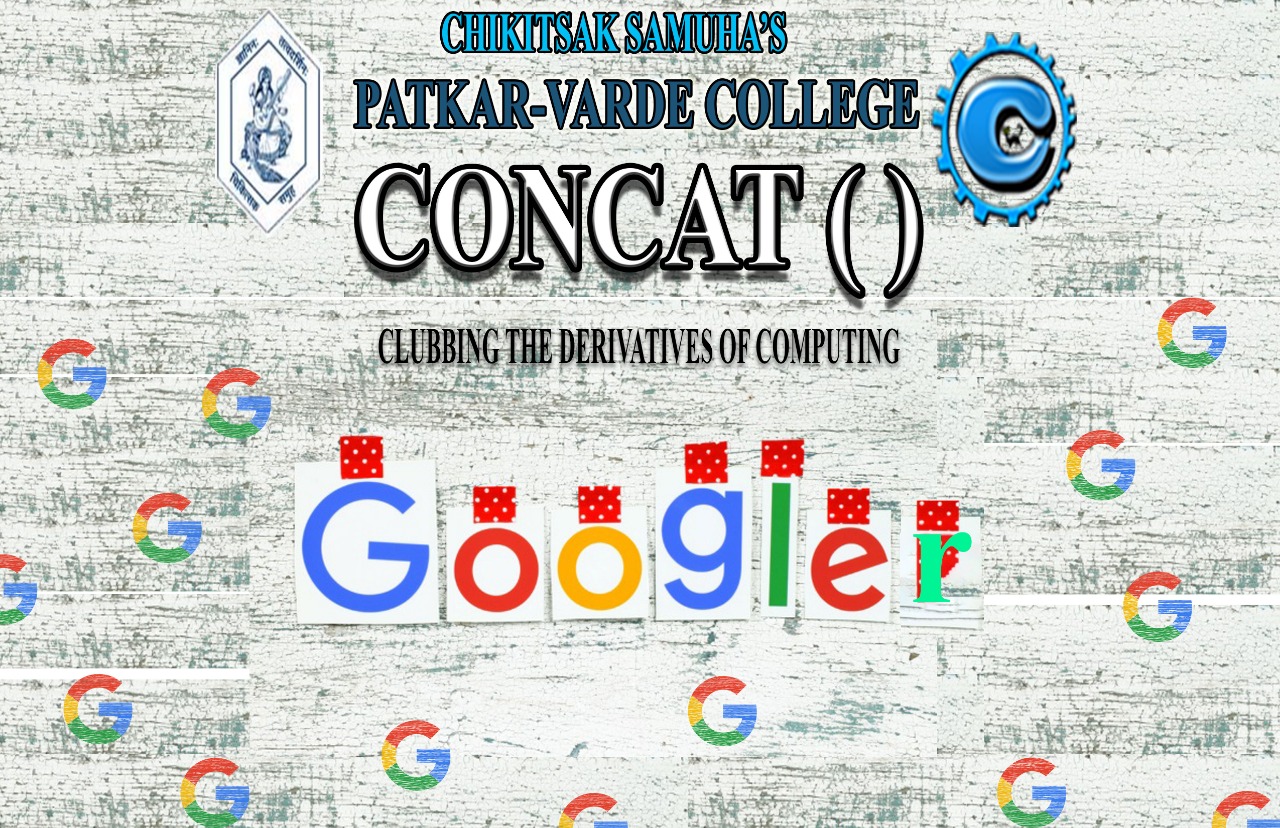 CHIKITSAK SAMUHA'S
PATKAR-VARDE COLLEGE
CONCAT ( )
CLUBBING THE DERIVATIVES OF COMPUTING
Googler